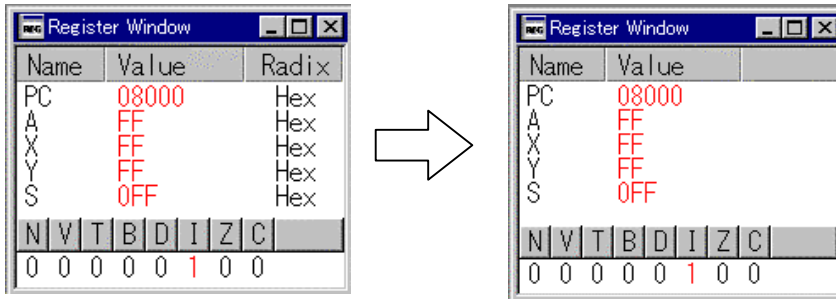 REG Register Window
Name Value Radix
PC 08000 Hex
A FF Hex
X FF Hex
Y FF Hex
S 0FF Hex
N V T B D I Z C
0 0 0 0 0 1 0 0
REG Register Window
Name Value
PC 08000
A FF
X FF
Y FF
S 0FF
N V T B D I Z C
0 0 0 0 0 1 0 0